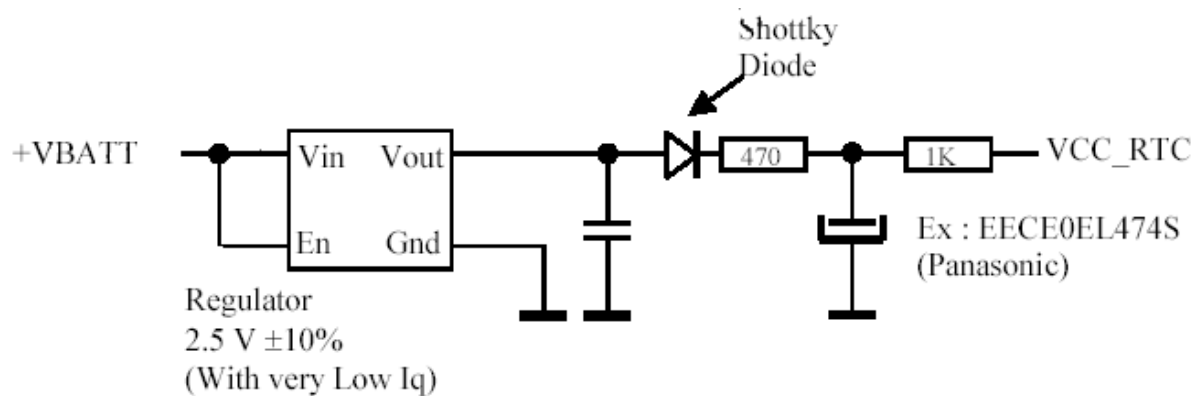 Shottky
Diode
+VBATT
Vin
Vout
470
1K
VCC_RTC
En
Gnd
Ex : EECE0EL474S
(Panasonic)
Regulator
2.5 V ±10%
(With very Low Iq)